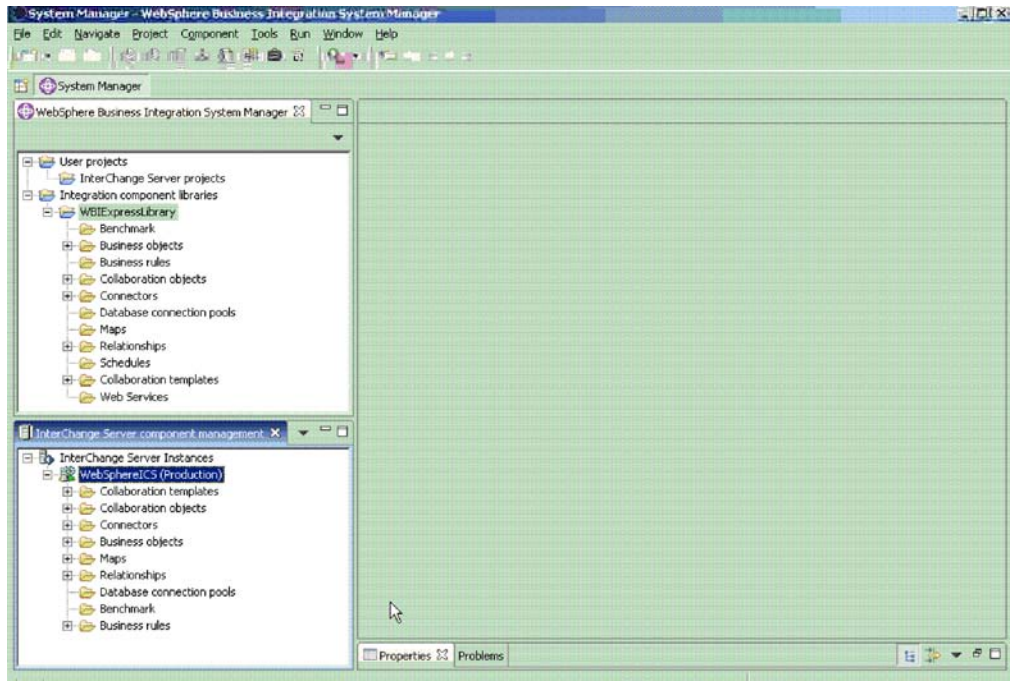 System Manager - WebSphere Business Integration System Manager
File Edit Navigate Project Component Tools Run Window Help
System Manager
WebSphere Business Integration System Manager
User projects
InterChange Server projects
Integration component libraries
WBIExpressLibrary
Benchmark
Business objects
Business rules
Collaboration objects
Connectors
Database connection pools
Maps
Relationships
Schedules
Collaboration templates
Web Services
InterChange Server component management
InterChange Server Instances
WebSphereICS (Production)
Collaboration templates
Collaboration objects
Connectors
Business objects
Maps
Relationships
Database connection pools
Benchmark
Business rules
Properties Problems